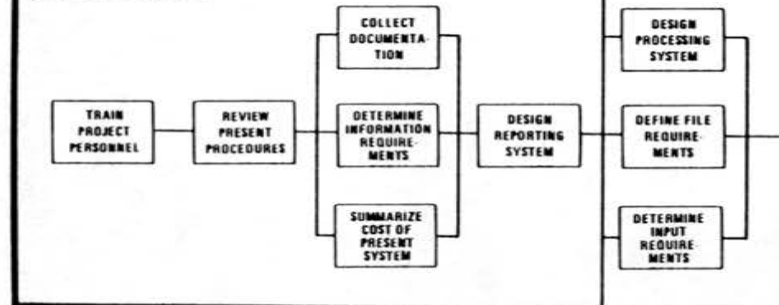 COLLECT
DOCUMENTA-
TION
DESIGN
PROCESSING
SYSTEM
TRAIN
PROJECT
PERSONNEL
REVIEW
PRESENT
PROCEDURES
DETERMINE
INFORMATION
REQUIRE-
MENTS
DESIGN
REPORTING
SYSTEM
DEFINE FILE
REQUIRE-
MENTS
SUMMARIZE
COST OF
PRESENT
SYSTEM
DETERMINE
INPUT
REQUIRE-
MENTS